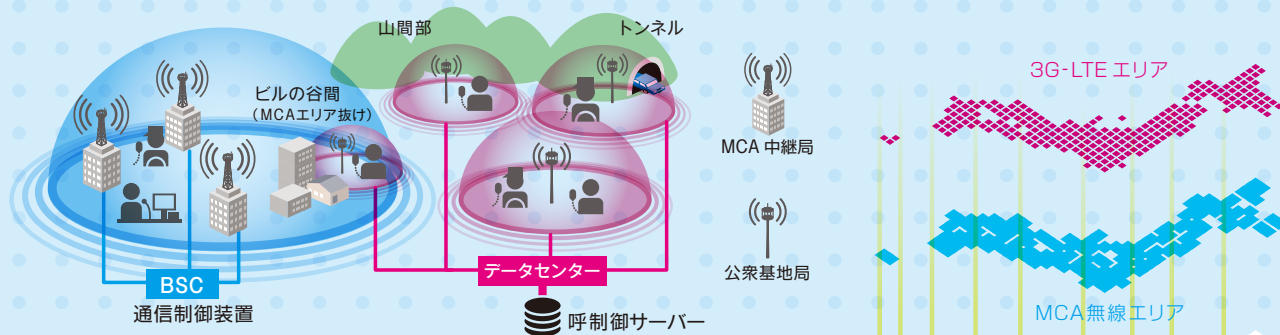 山間部
トンネル
ビルの谷間
（MCAエリア抜け）
BSC
通信制御装置
データセンター
呼制御サーバー
MCA 中継局
公衆基地局
3G-LTE エリア
MCA無線エリア